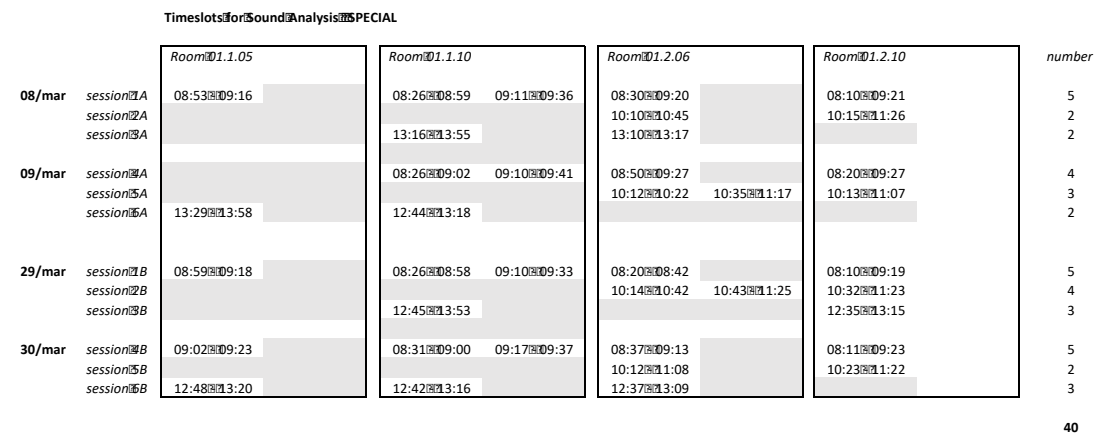 Timeslots for Sound Analysis SPECIAL
Room 01.1.05 Room 01.1.10 Room 01.2.06 Room 01.2.10 number
08/mar session 1A 08:53 - 09:16 08:26 - 08:59 09:11 - 09:36 08:30 - 09:20 08:10 - 09:21 5
session 2A 10:10 - 10:45 10:15 - 11:26 2
session 3A 13:16 - 13:55 13:10 - 13:17 2
09/mar session 4A 08:26 - 09:02 09:10 - 09:41 08:50 - 09:27 08:20 - 09:27 4
session 5A 10:12 - 10:22 10:35 - 11:17 10:13 - 11:07 3
session 6A 13:29 - 13:58 12:44 - 13:18 2
29/mar session 1B 08:59 - 09:18 08:26 - 08:58 09:10 - 09:33 08:20 - 08:42 08:10 - 09:19 5
session 2B 10:14 - 10:42 10:43 - 11:25 10:32 - 11:23 4
session 3B 12:45 - 13:53 12:35 - 13:15 3
30/mar session 4B 09:02 - 09:23 08:31 - 09:00 09:17 - 09:37 08:37 - 09:13 08:11 - 09:23 5
session 5B 10:12 - 11:08 10:23 - 11:22 2
session 6B 12:48 - 13:20 12:42 - 13:16 12:37 - 13:09 3
40